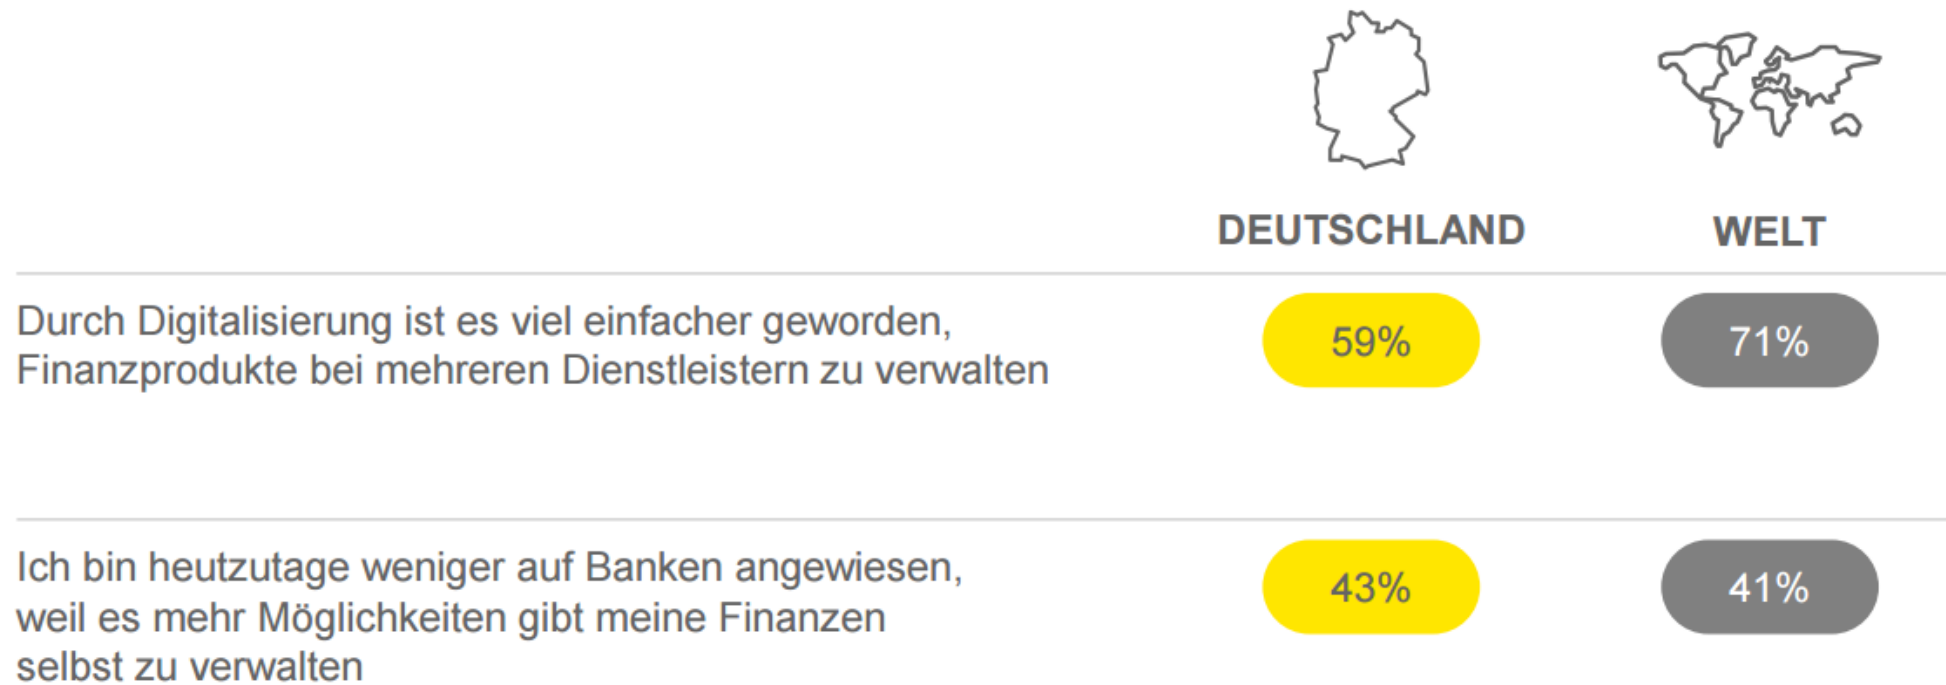 DEUTSCHLAND WELT
Durch Digitalisierung ist es viel einfacher geworden,
Finanzprodukte bei mehreren Dienstleistern zu verwalten
59% 71%
Ich bin heutzutage weniger auf Banken angewiesen,
weil es mehr Möglichkeiten gibt meine Finanzen
selbst zu verwalten
43% 41%